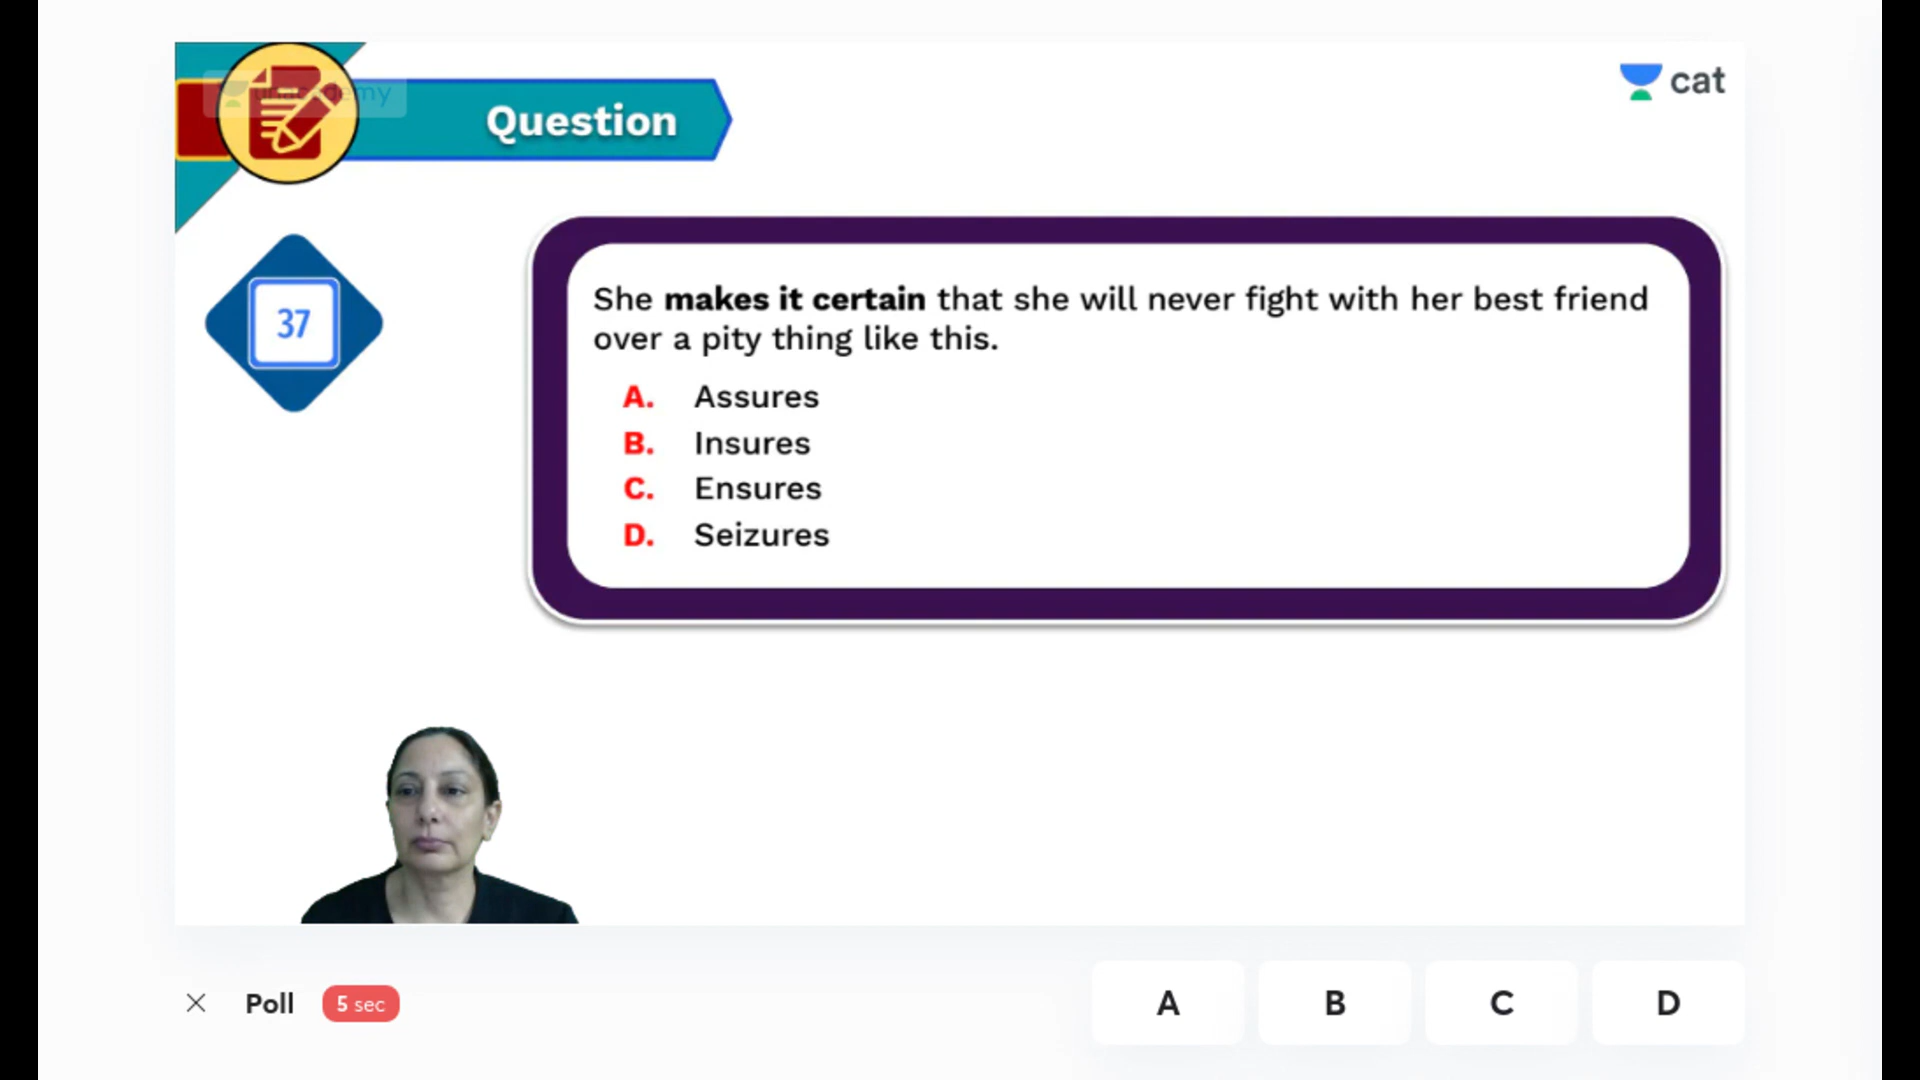 unacademy
Question
cat
37
She makes it certain that she will never fight with her best friend
over a pity thing like this.
A. Assures
B. Insures
C. Ensures
D. Seizures
Poll
5 sec
A
B
C
D